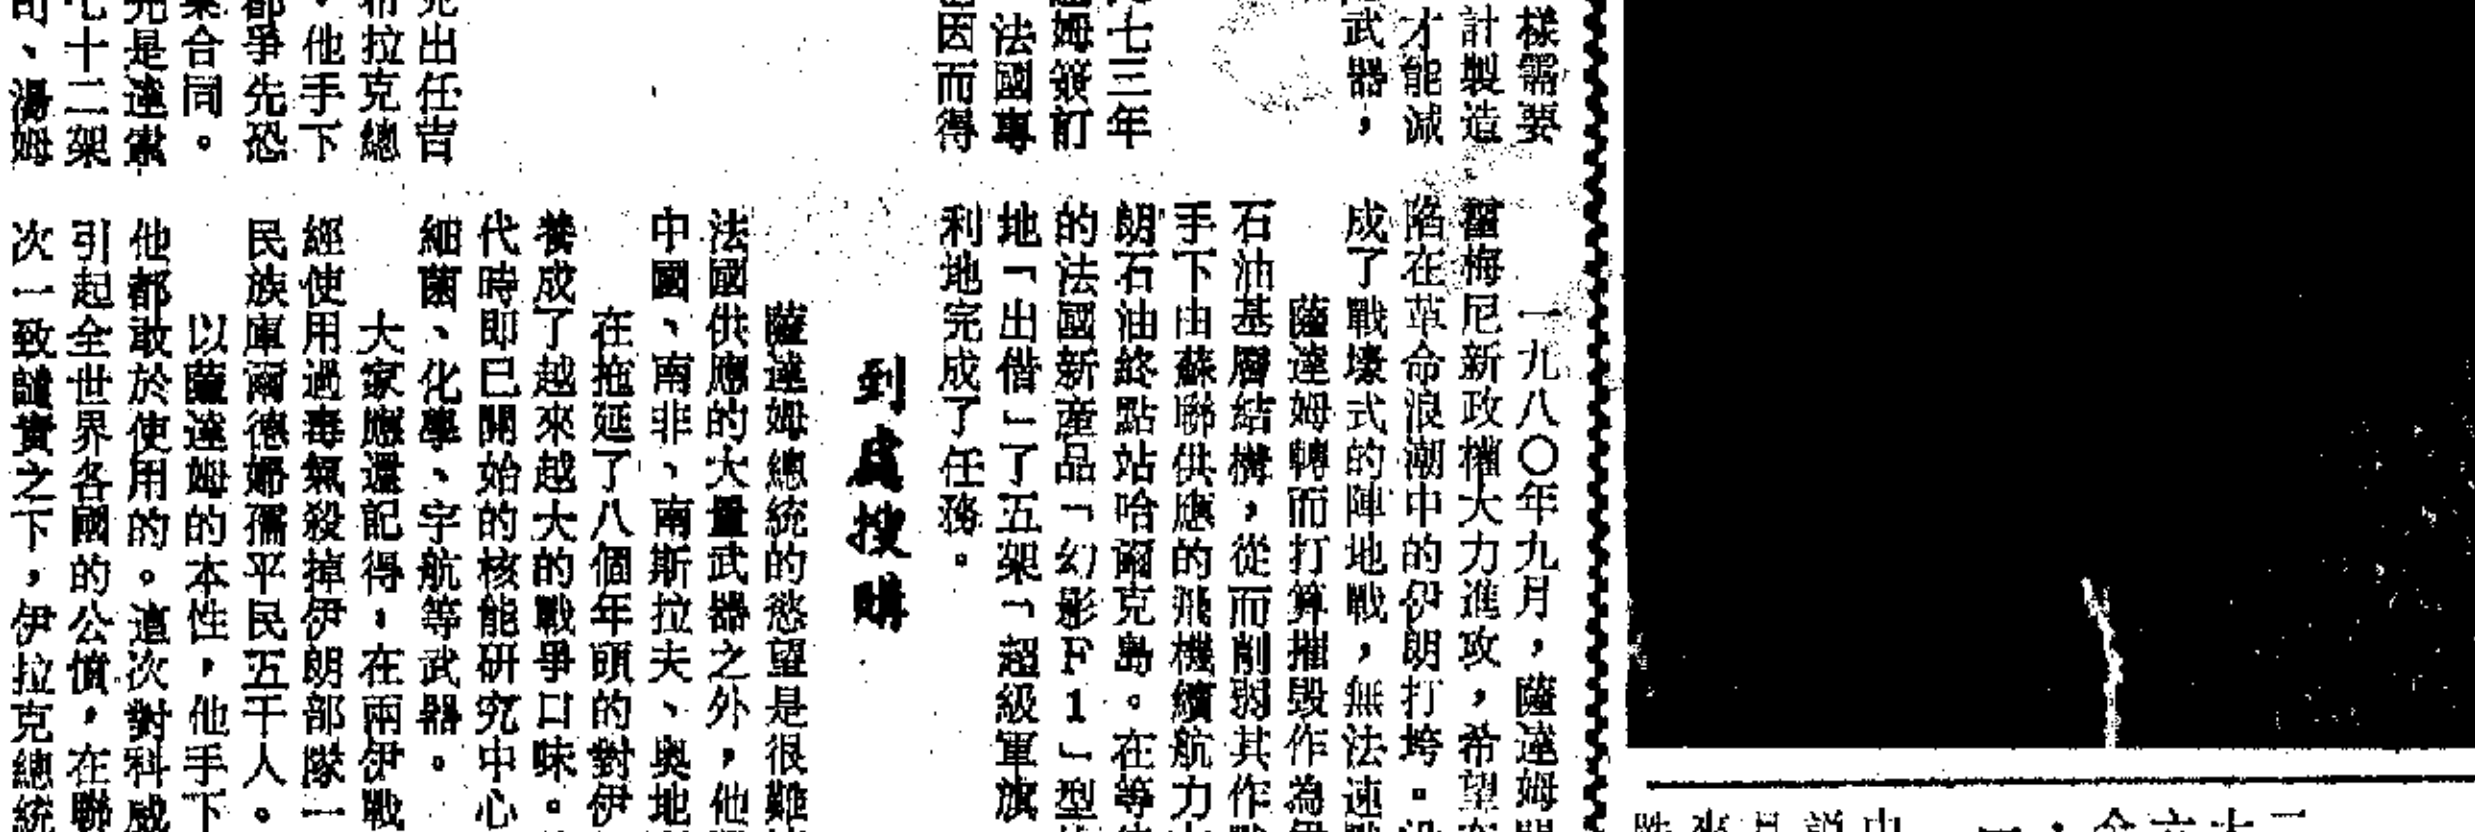 樣需要
計製造
才能減
武器，
七三年
姆簽訂
法國專
因而得
出任吉
布拉克總
，他手下
都爭先恐
合同。
先是達索
七十二架
司、湯姆
一九八〇年九月，薩達姆
霍梅尼新政權大力進攻，希望
陷在革命浪潮中的伊朗打垮。
成了戰壕式的陣地戰，無法速戰
薩達姆轉而打算摧毀作為伊
石油基層結構，從而削弱其作戰
手下由蘇聯供應的飛機續航力
朗石油終點站哈爾克島。在等
的法國新產品「幻影F1」型
地「出借」了五架「超級軍旗
利地完成了任務。
到處搜購
薩達姆總統的慾望是很難
法國供應的大量武器之外，他
中國、南非、南斯拉夫、奧地
在拖延了八個年頭的對伊
養成了越來越大的戰爭口味。
代時即已開始的核能研究中心
細菌、化學、宇航等武器。
大家應還記得，在兩伊戰
經使用過毒氣殺掉伊朗部隊一
民族庫爾德婦孺平民五千人。
以薩達姆的本性，他手下
他都敢於使用的。這次對科威
引起全世界各國的公憤，在聯
次一致譴責之下，伊拉克總統